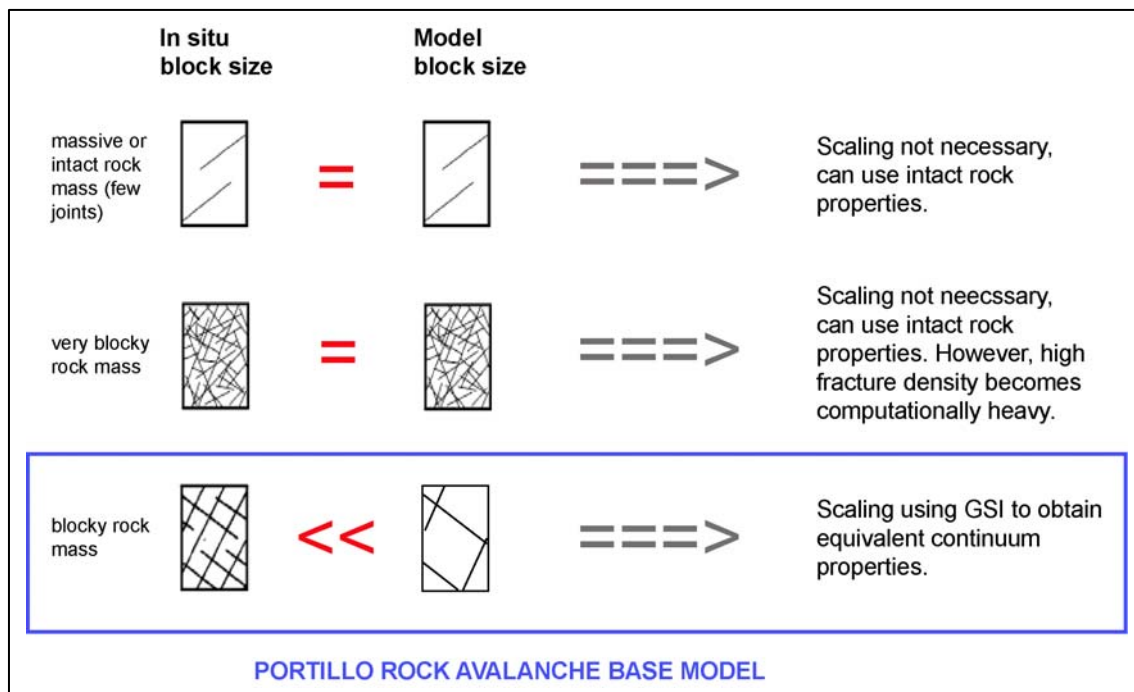 In situ
block size
Model
block size
massive or
intact rock
mass (few
joints)
=
===>
Scaling not necessary,
can use intact rock
properties.
very blocky
rock mass
=
===>
Scaling not neecssary,
can use intact rock
properties. However, high
fracture density becomes
computationally heavy.
blocky rock
mass
<<
===>
Scaling using GSI to obtain
equivalent continuum
properties.
PORTILLO ROCK AVALANCHE BASE MODEL